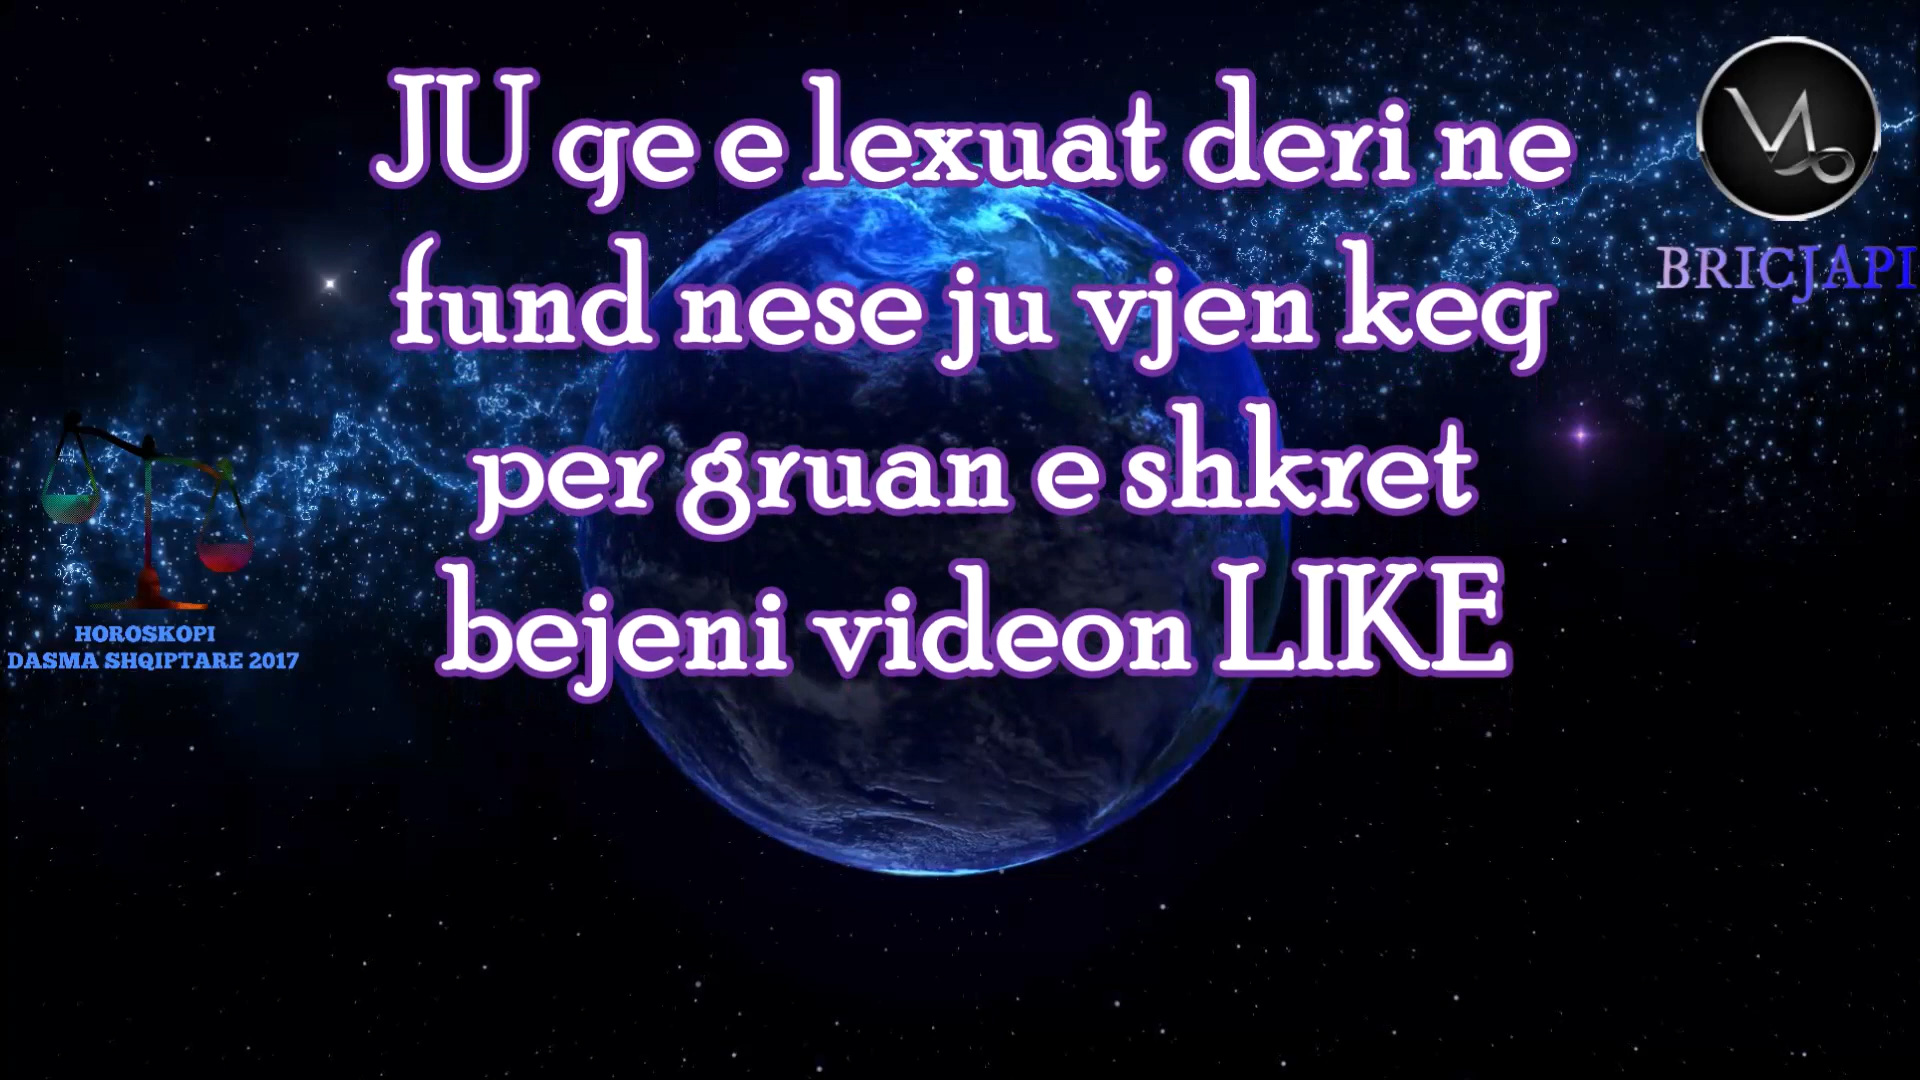 JU qe e lexuat deri ne
fund nese ju vjen keq
per gruan e shkret
bejeni videon LIKE
BRICJAPI
HOROSKOPI
DASMA SHQIPTARE 2017